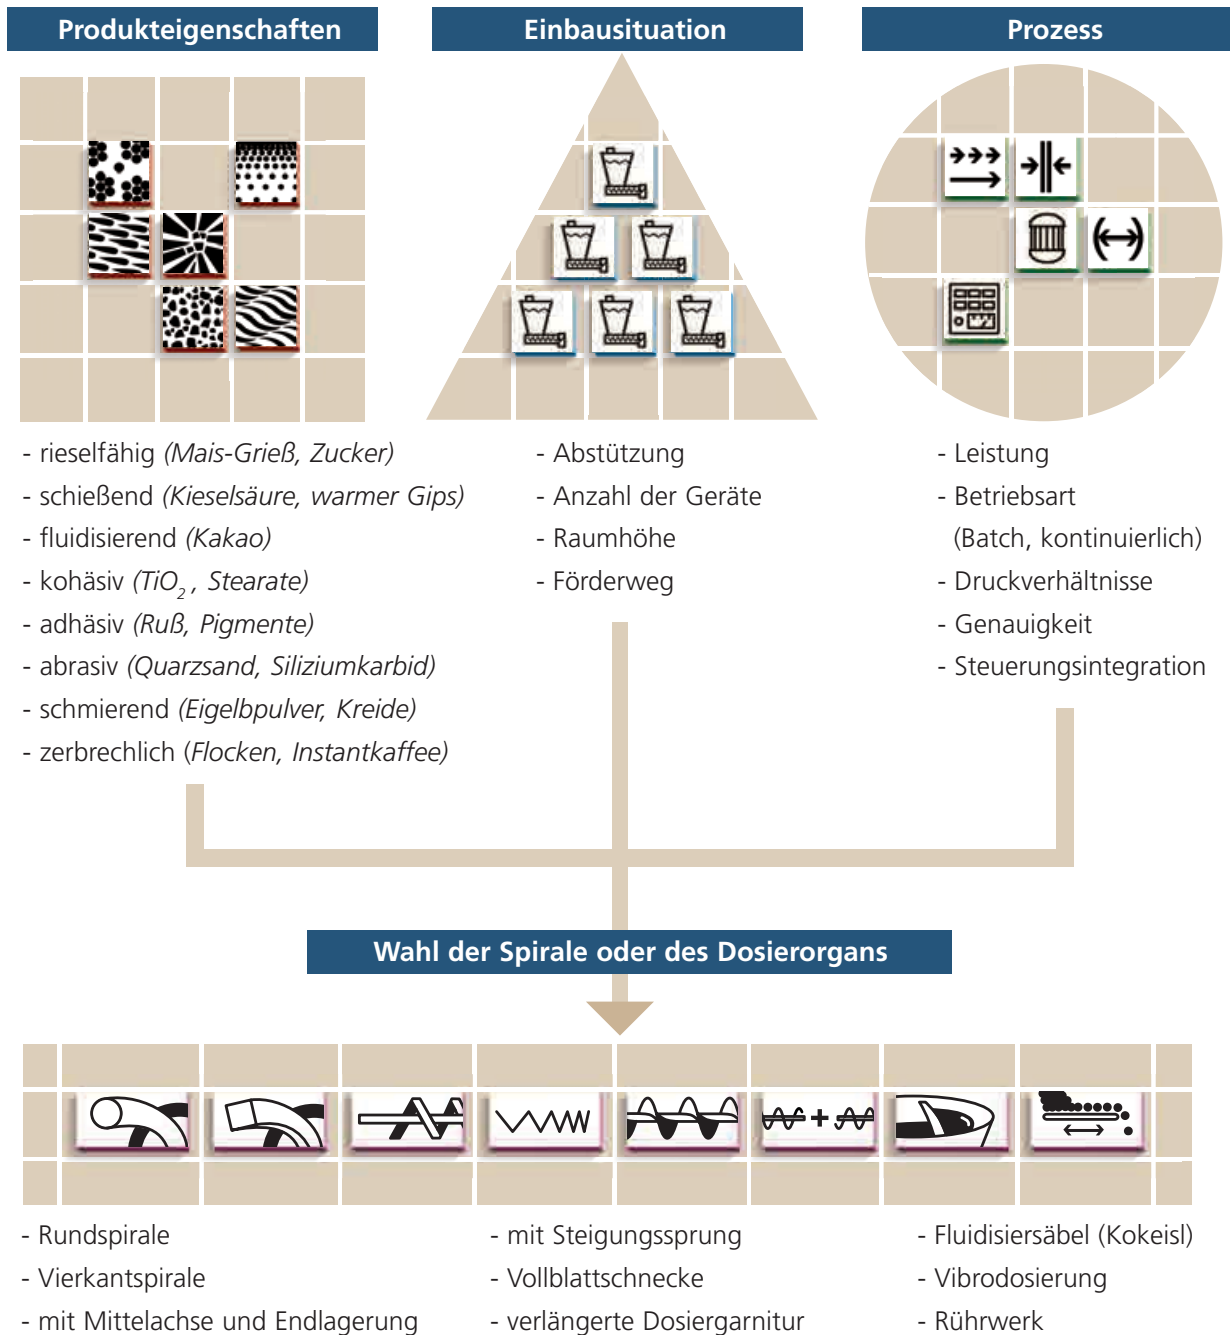 Produkteigenschaften
Einbausituation
Prozess
- rieselfähig (Mais-Grieß, Zucker)
- schießend (Kieselsäure, warmer Gips)
- fluidisierend (Kakao)
- kohäsiv (TiO2 , Stearate)
- adhäsiv (Ruß, Pigmente)
- abrasiv (Quarzsand, Siliziumkarbid)
- schmierend (Eigelbpulver, Kreide)
- zerbrechlich (Flocken, Instantkaffee)
- Abstützung
- Anzahl der Geräte
- Raumhöhe
- Förderweg
- Leistung
- Betriebsart
(Batch, kontinuierlich)
- Druckverhältnisse
- Genauigkeit
- Steuerungsintegration
Wahl der Spirale oder des Dosierorgans
- Rundspirale
- Vierkantspirale
- mit Mittelachse und Endlagerung
- mit Steigungssprung
- Vollblattschnecke
- verlängerte Dosiergarnitur
- Fluidisiersäbel (Kokeisl)
- Vibrodosierung
- Rührwerk